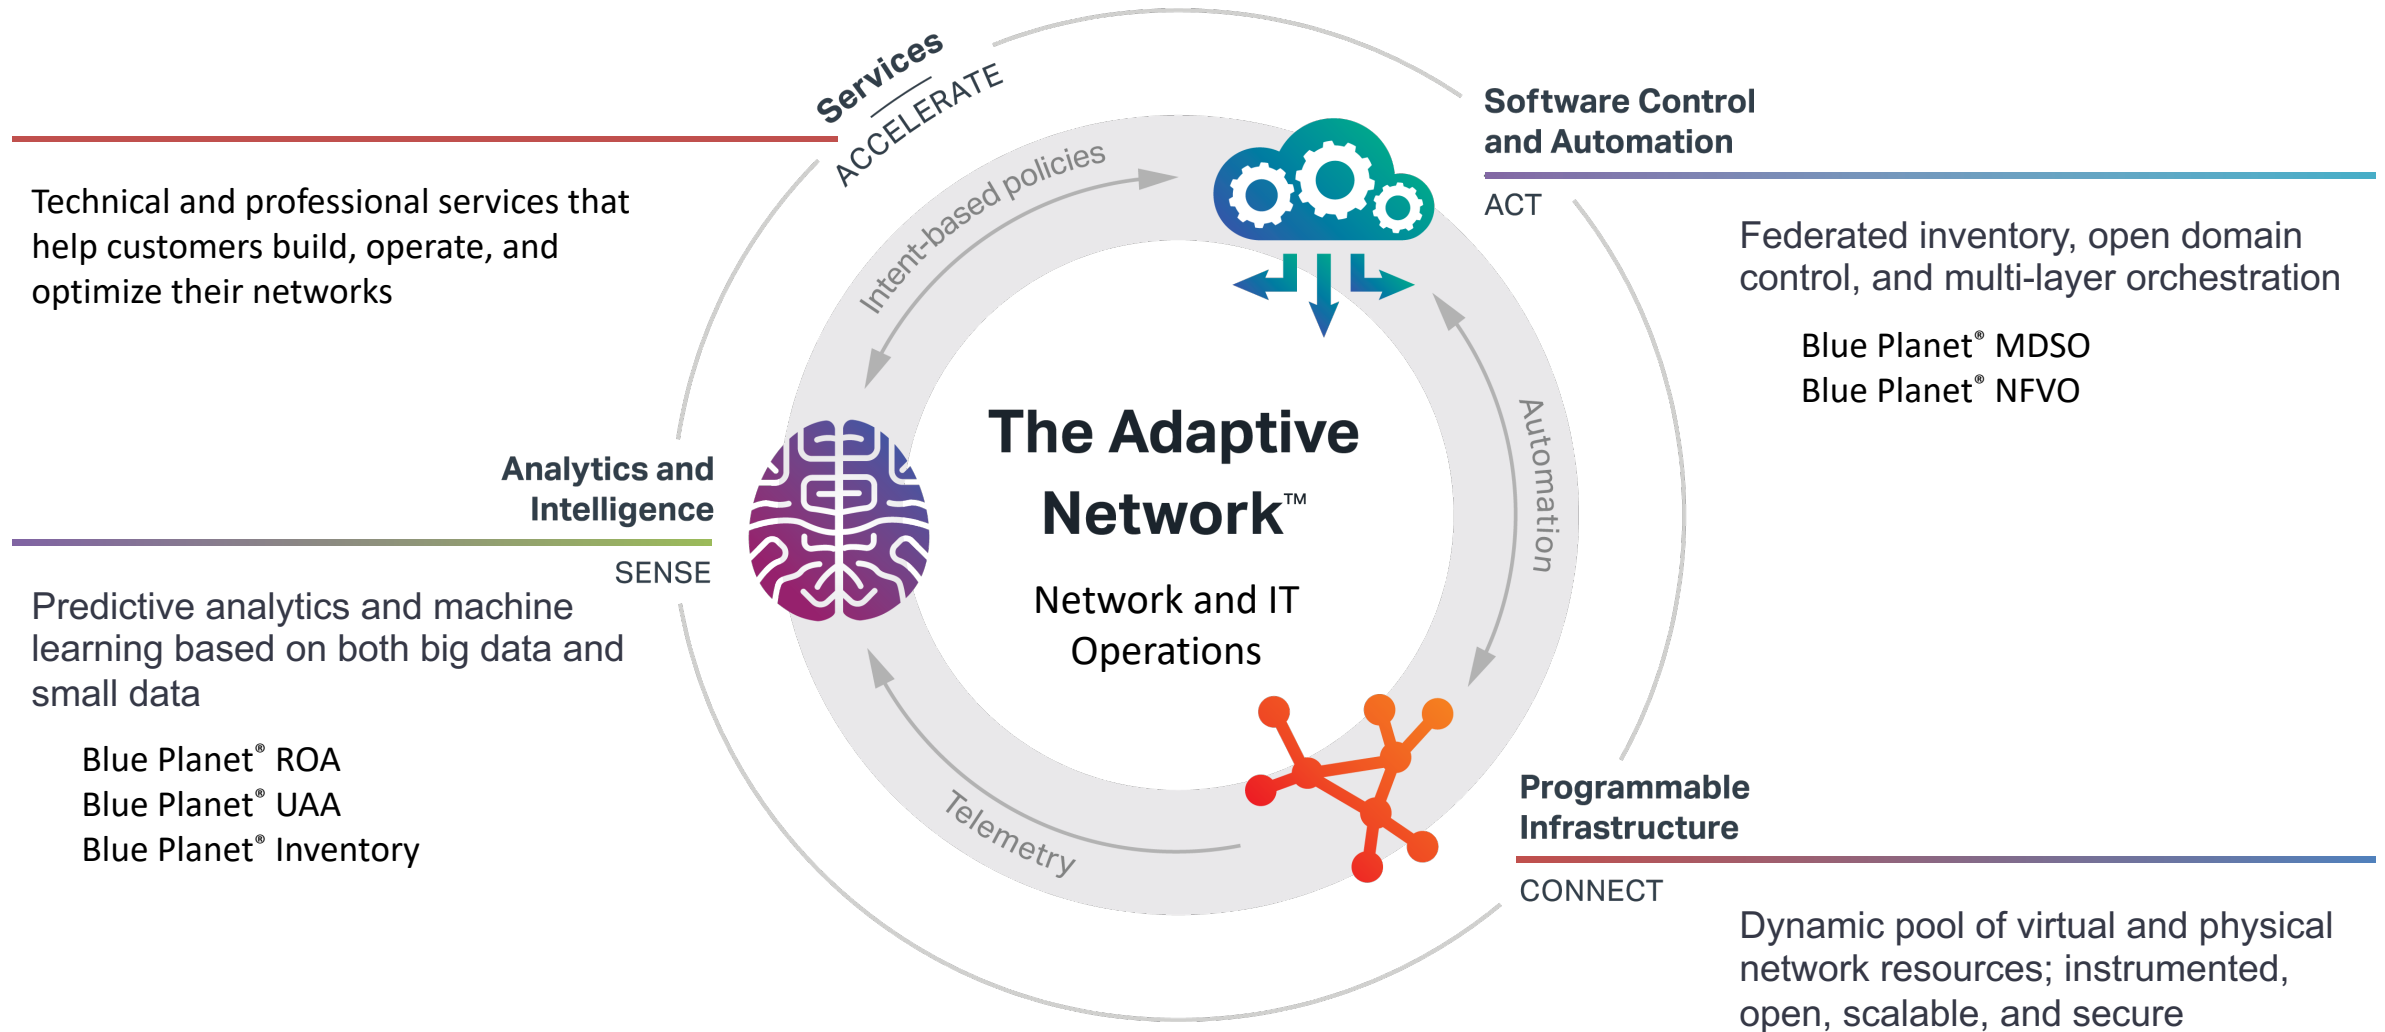 Services
ACCELERATE
Technical and professional services that
help customers build, operate, and
optimize their networks
Software Control
and Automation
ACT
Federated inventory, open domain
control, and multi-layer orchestration
Blue Planet® MDSO
Blue Planet® NFVO
Intent-based policies
Automation
Telemetry
The Adaptive
Network™
Network and IT
Operations
Analytics and
Intelligence
SENSE
Predictive analytics and machine
learning based on both big data and
small data
Blue Planet® ROA
Blue Planet® UAA
Blue Planet® Inventory
Programmable
Infrastructure
CONNECT
Dynamic pool of virtual and physical
network resources; instrumented,
open, scalable, and secure